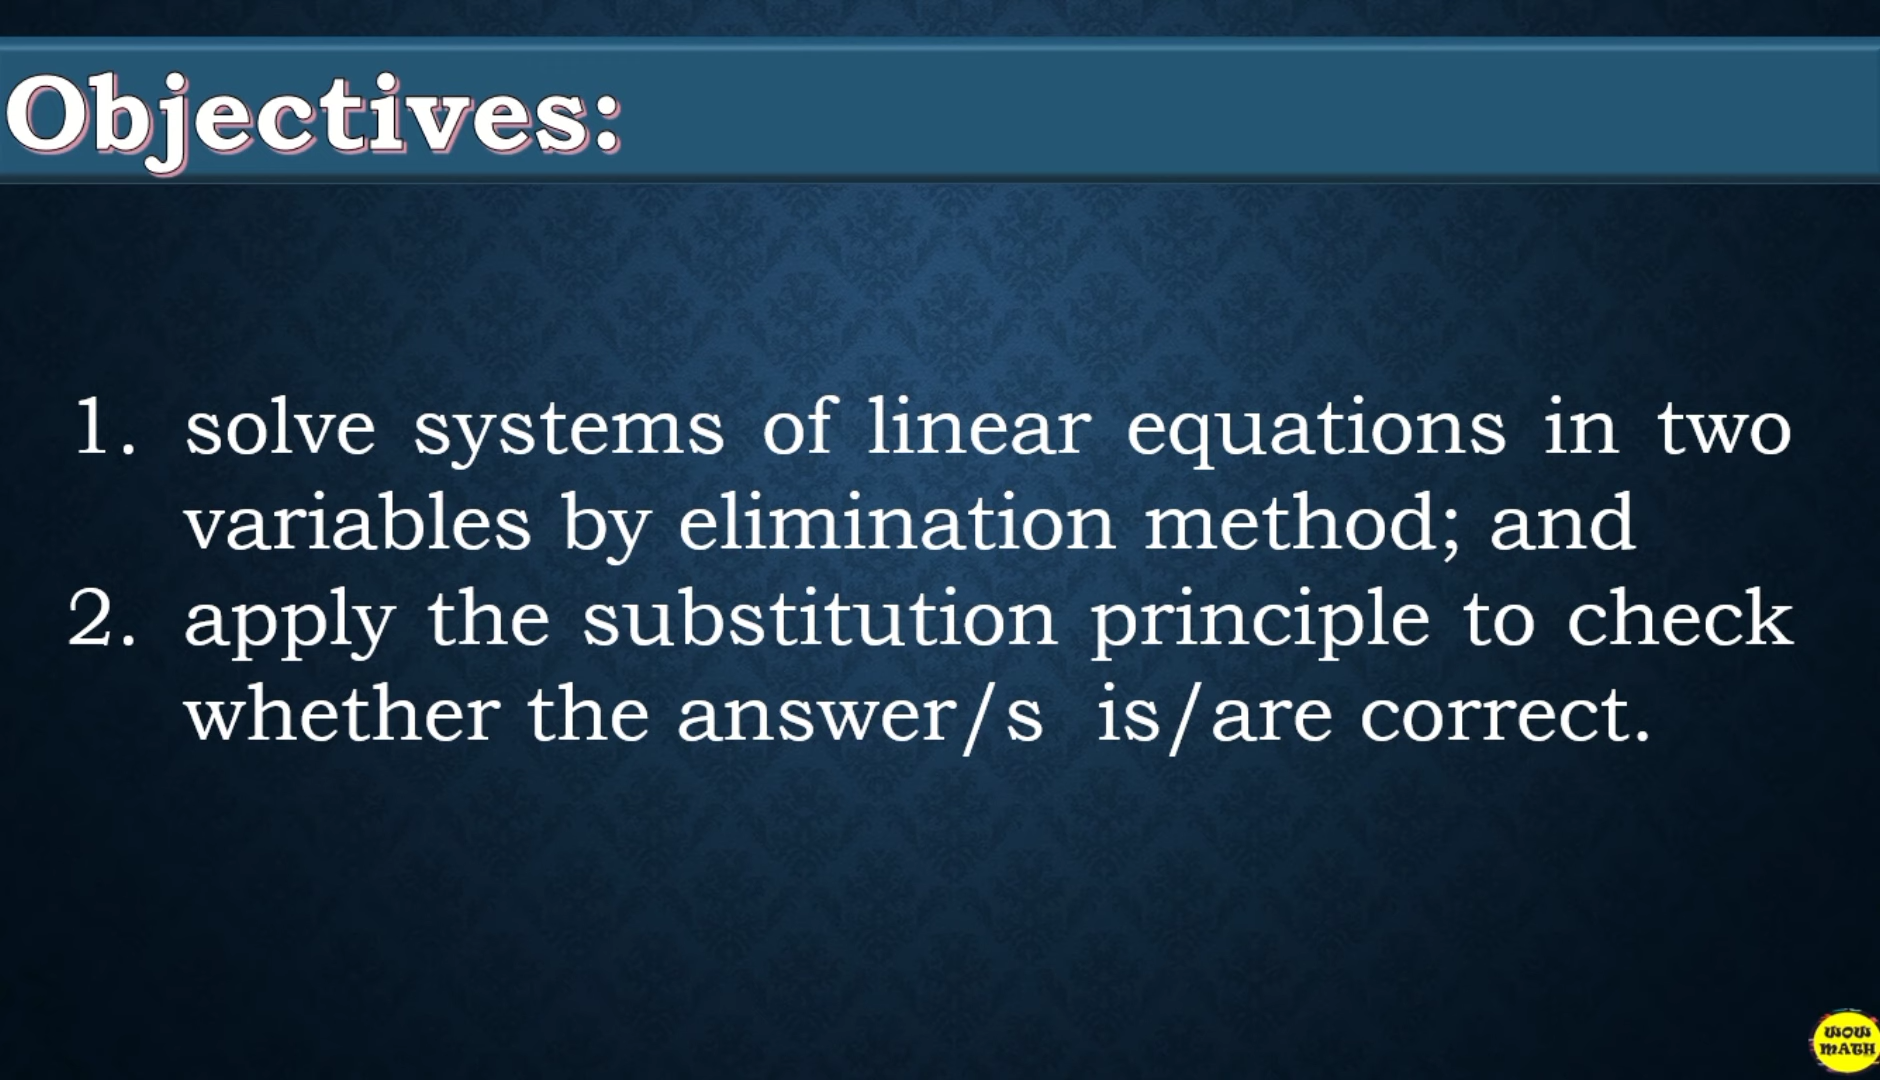 Objectives:
1. solve systems of linear equations in two
variables by elimination method; and
2. apply the substitution principle to check
whether the answer/s is/are correct.
WOW
MATH